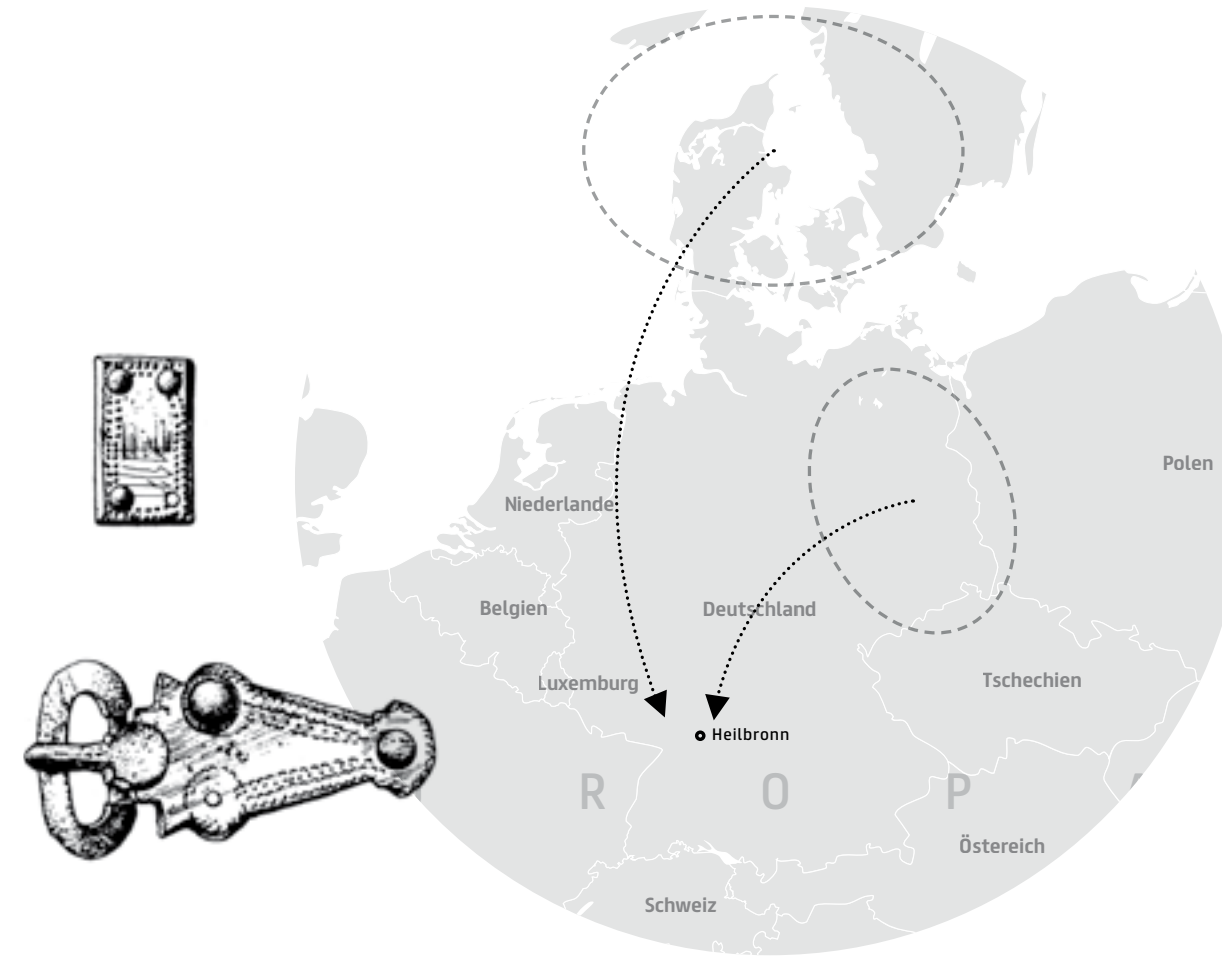 Polen
Niederlande
Belgien
Deutschland
Luxemburg
Tschechien
Heilbronn
R O P
Östereich
Schweiz